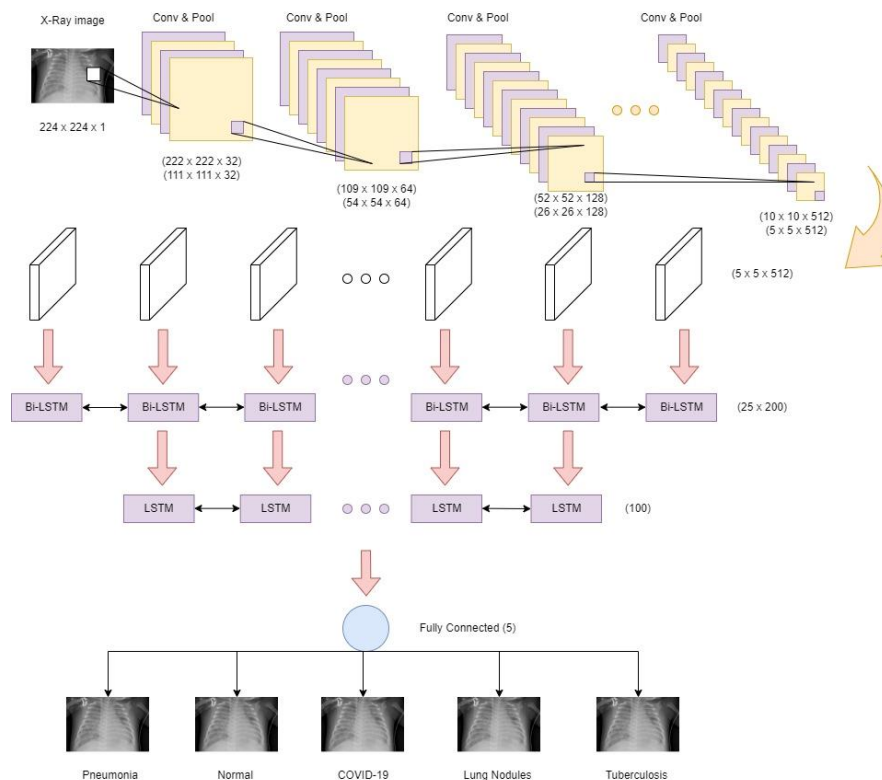 X-Ray image
Conv & Pool
Conv & Pool
Conv & Pool
Conv & Pool
224 x 224 x 1
(222 x 222 x 32)
(111 x 111 x 32)
(109 x 109 x 64)
(54 x 54 x 64)
(52 x 52 x 128)
(26 x 26 x 128)
(10 x 10 x 512)
(5 x 5 x 512)
(5 x 5 x 512)
Bi-LSTM
Bi-LSTM
Bi-LSTM
Bi-LSTM
Bi-LSTM
Bi-LSTM
(25 x 200)
LSTM
LSTM
LSTM
LSTM
(100)
Fully Connected (5)
Pneumonia
Normal
COVID-19
Lung Nodules
Tuberculosis